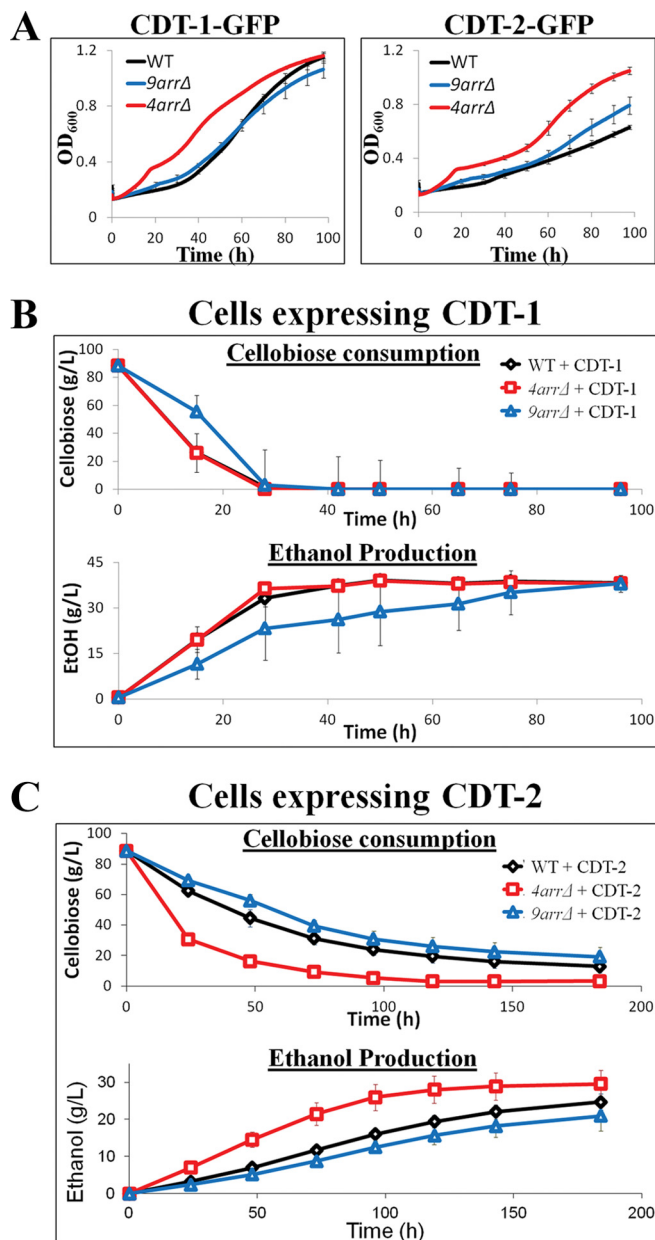 A
CDT-1-GFP
CDT-2-GFP
1.2
0.8
0.4
0
OD600
WT
9arrΔ
4arrΔ
0 20 40 60 80 100
Time (h)
1.2
0.8
0.4
0
OD600
WT
9arrΔ
4arrΔ
0 20 40 60 80 100
Time (h)
B
Cells expressing CDT-1
Cellobiose consumption
100
80
60
40
20
0
Cellobiose (g/L)
WT + CDT-1
4arrΔ + CDT-1
9arrΔ + CDT-1
0 20 40 60 80 100
Time (h)
Ethanol Production
45
30
15
0
EtOH (g/L)
0 20 40 60 80 100
Time (h)
C
Cells expressing CDT-2
Cellobiose consumption
100
80
60
40
20
0
Cellobiose (g/L)
WT + CDT-2
4arrΔ + CDT-2
9arrΔ + CDT-2
0 50 100 150 200
Time (h)
Ethanol Production
30
20
10
0
Ethanol (g/L)
0 50 100 150 200
Time (h)